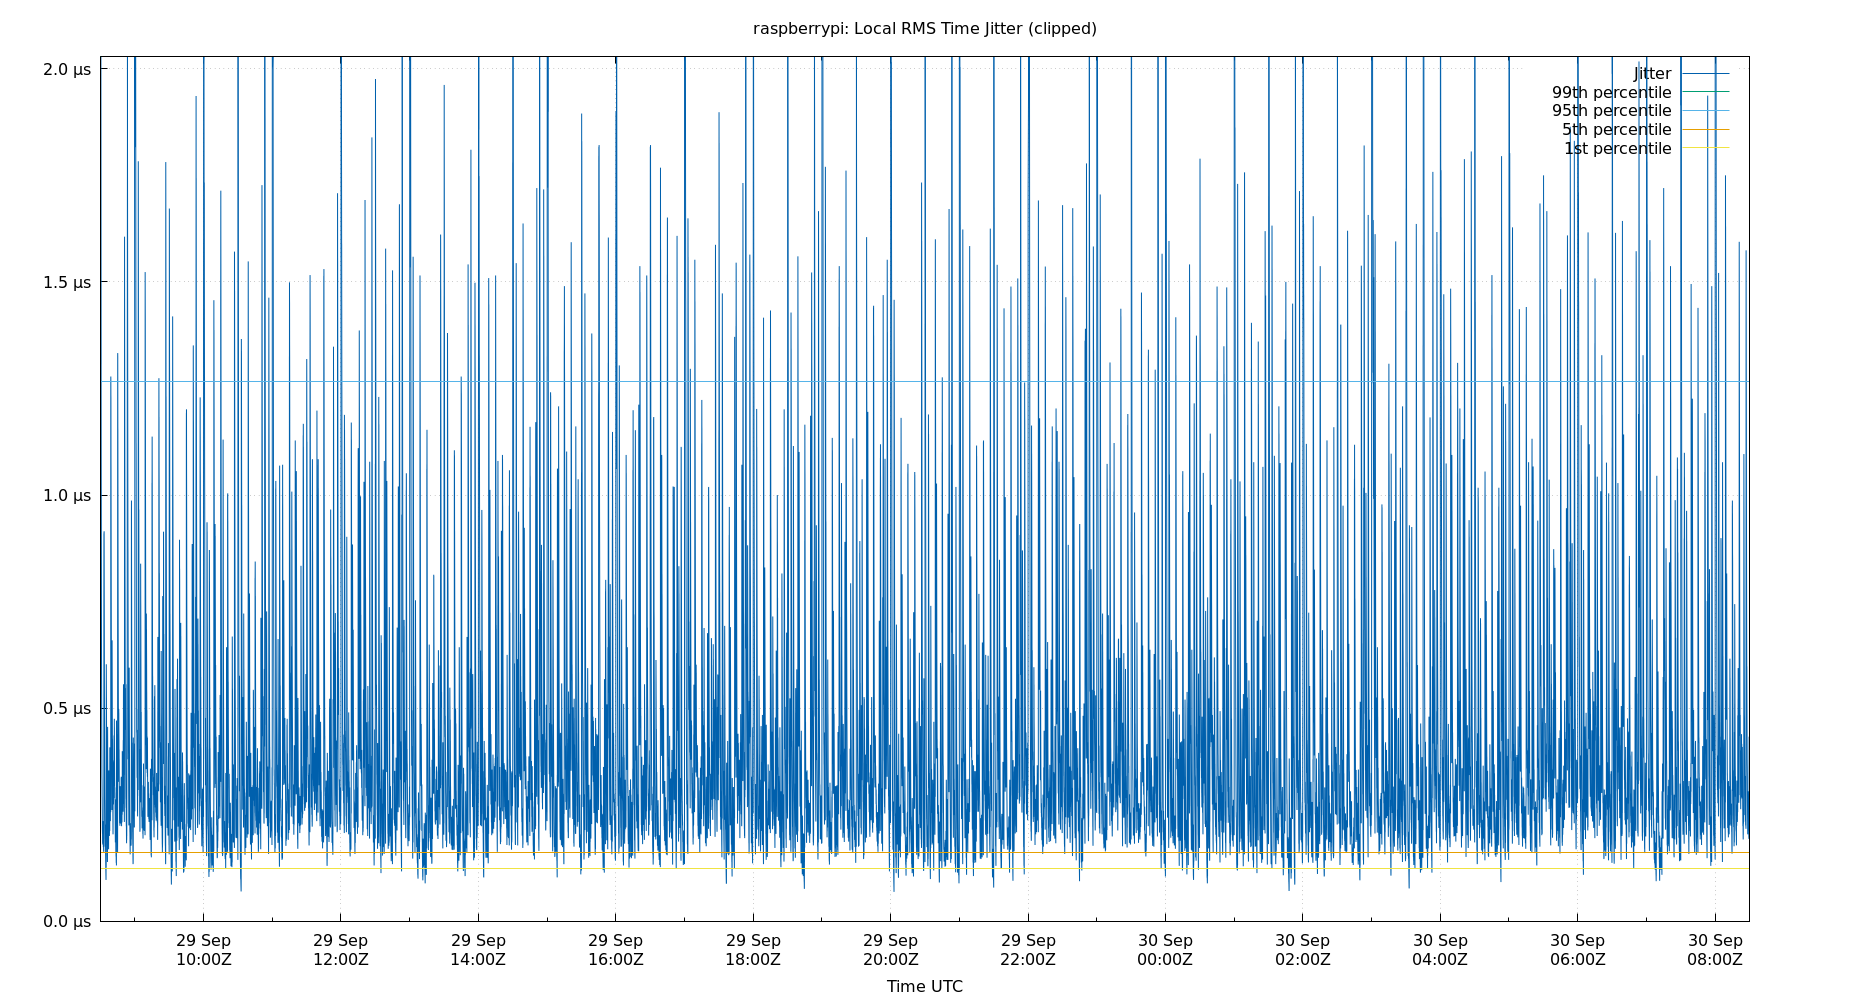 raspberrypi: Local RMS Time Jitter (clipped)
2.0 µs
1.5 µs
1.0 µs
0.5 µs
0.0 µs
Jitter
99th percentile
95th percentile
5th percentile
1st percentile
29 Sep 29 Sep 29 Sep 29 Sep 29 Sep 29 Sep 29 Sep 30 Sep 30 Sep 30 Sep 30 Sep 30 Sep
10:00Z 12:00Z 14:00Z 16:00Z 18:00Z 20:00Z 22:00Z 00:00Z 02:00Z 04:00Z 06:00Z 08:00Z
Time UTC